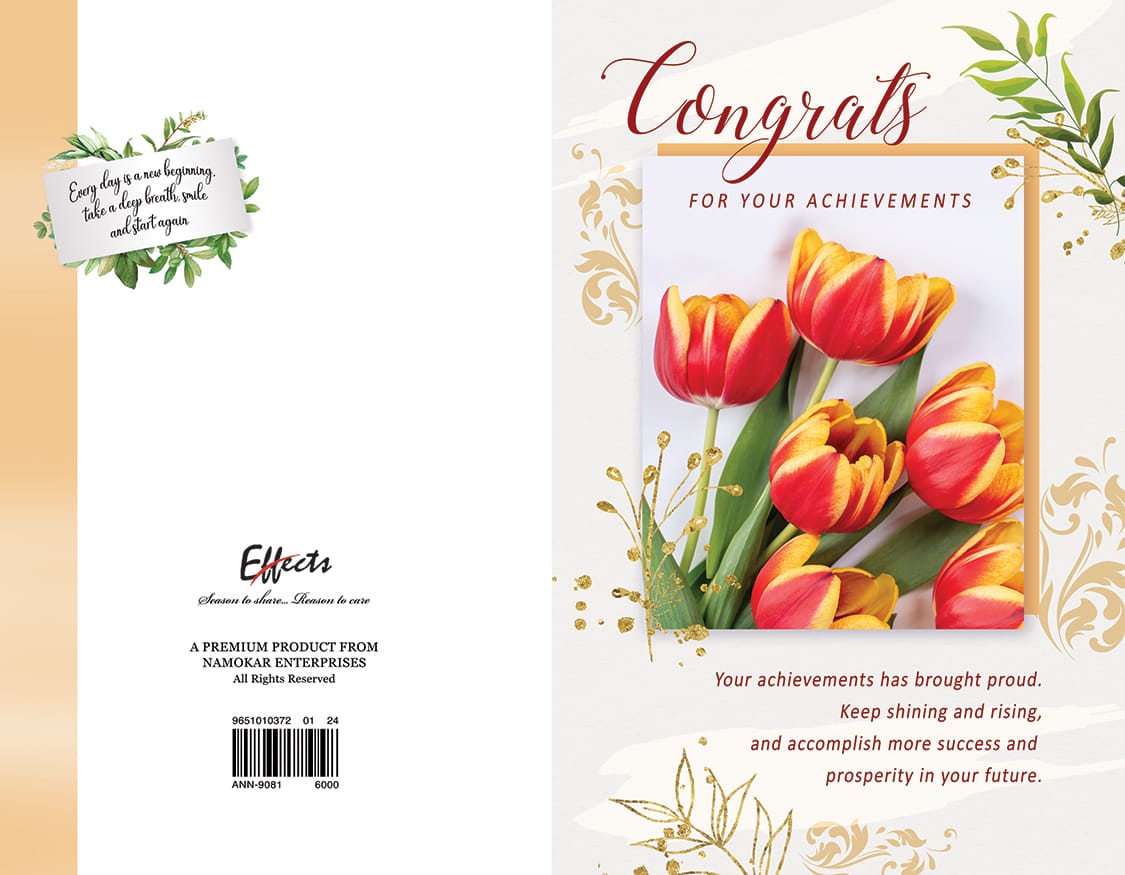 Every day is a new beginning,
take a deep breath, smile
and start again
Effects
Season to share... Reason to care
A PREMIUM PRODUCT FROM
NAMOKAR ENTERPRISES
All Rights Reserved
9651010372 01 24
ANN-9081 6000
Congrats
FOR YOUR ACHIEVEMENTS
Your achievements has brought proud.
Keep shining and rising,
and accomplish more success and
prosperity in your future.